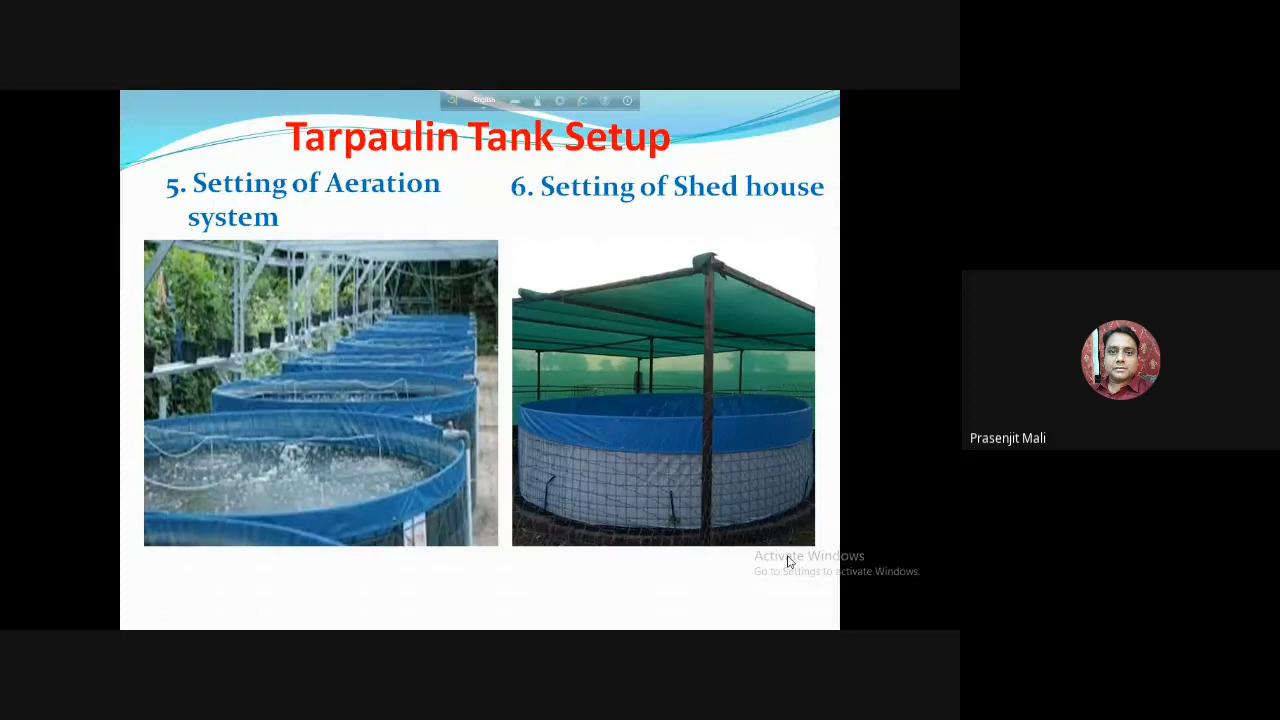 English
Tarpaulin Tank Setup
5. Setting of Aeration
system
6. Setting of Shed house
Prasenjit Mali
Activate Windows
Go to Settings to activate Windows.